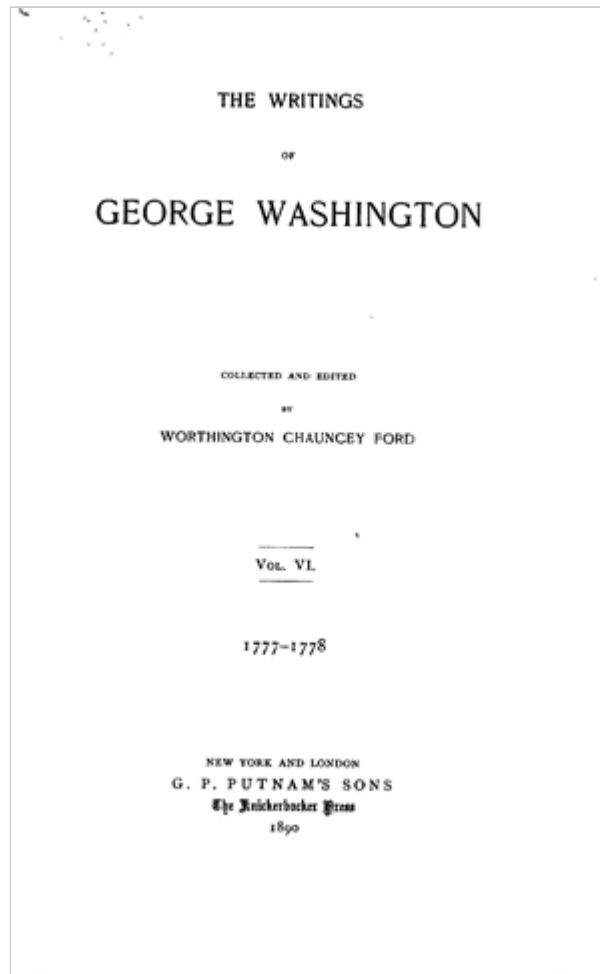 THE WRITINGS
OF
GEORGE WASHINGTON
COLLECTED AND EDITED
BY
WORTHINGTON CHAUNCEY FORD
VOL. VI.
1777–1778
NEW YORK AND LONDON
G. P. PUTNAM'S SONS
The Knickerbocker Press
1890